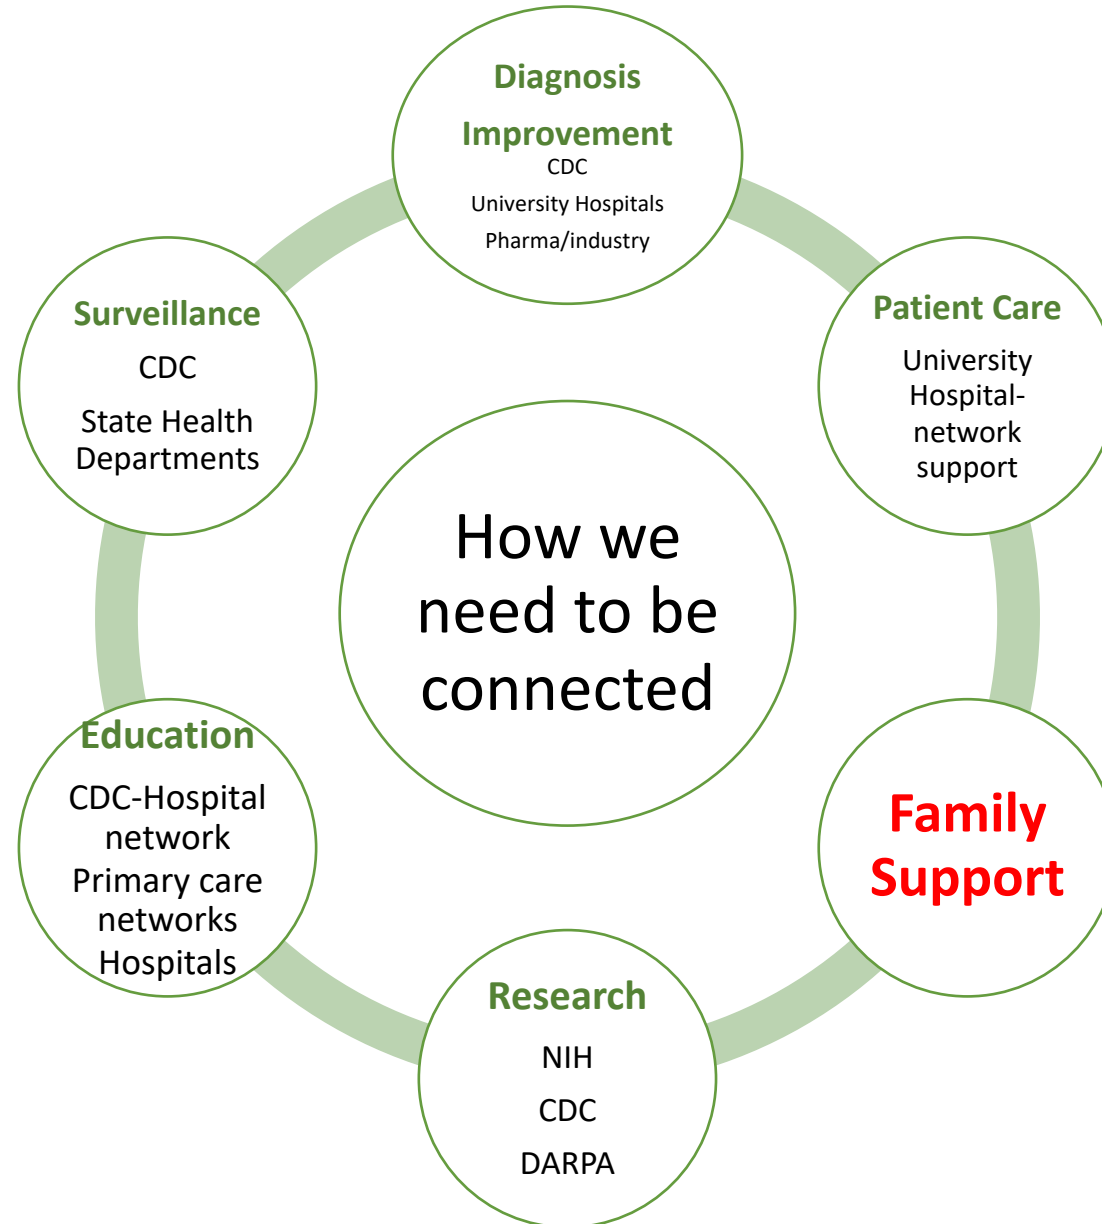 Diagnosis
Improvement
CDC
University Hospitals
Pharma/industry
Patient Care
University
Hospital-
network
support
Family
Support
Research
NIH
CDC
DARPA
Education
CDC-Hospital
network
Primary care
networks
Hospitals
Surveillance
CDC
State Health
Departments
How we
need to be
connected